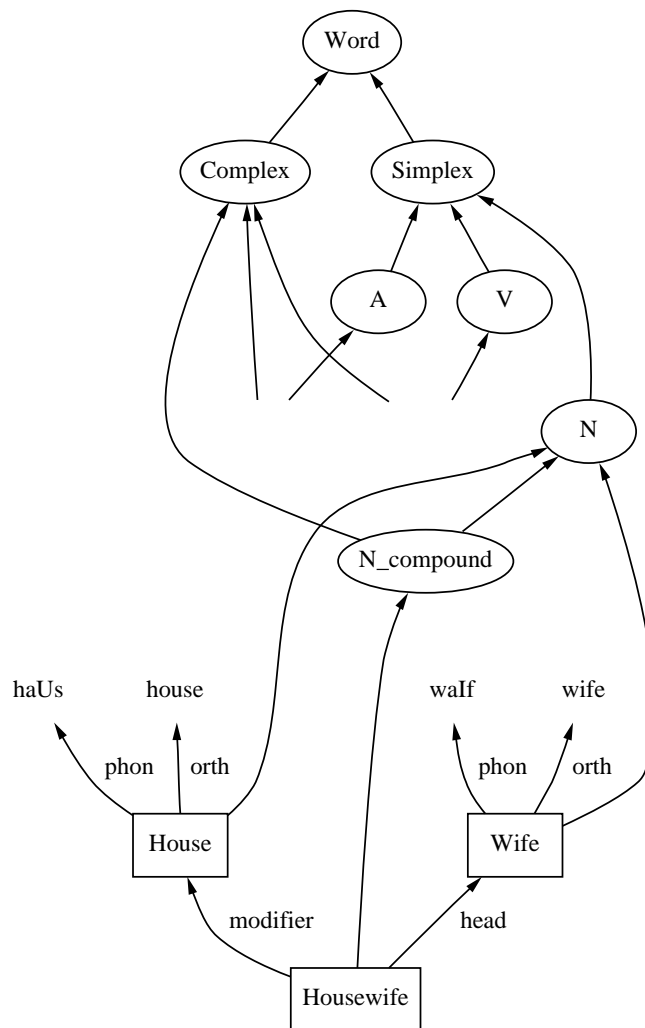 Word
Complex
Simplex
A
V
N
N_compound
haUs
house
waIf
wife
phon
orth
phon
orth
House
Wife
modifier
head
Housewife